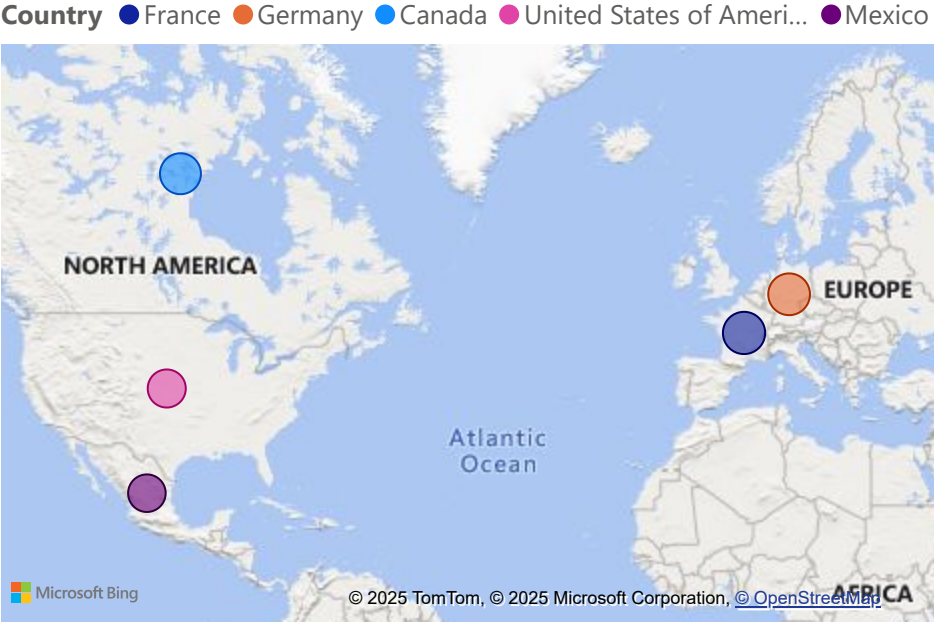 Country France Germany Canada United States of Ameri... Mexico
NORTH AMERICA
EUROPE
Atlantic
Ocean
AFRICA
Microsoft Bing
© 2025 TomTom, © 2025 Microsoft Corporation, © OpenStreetMap